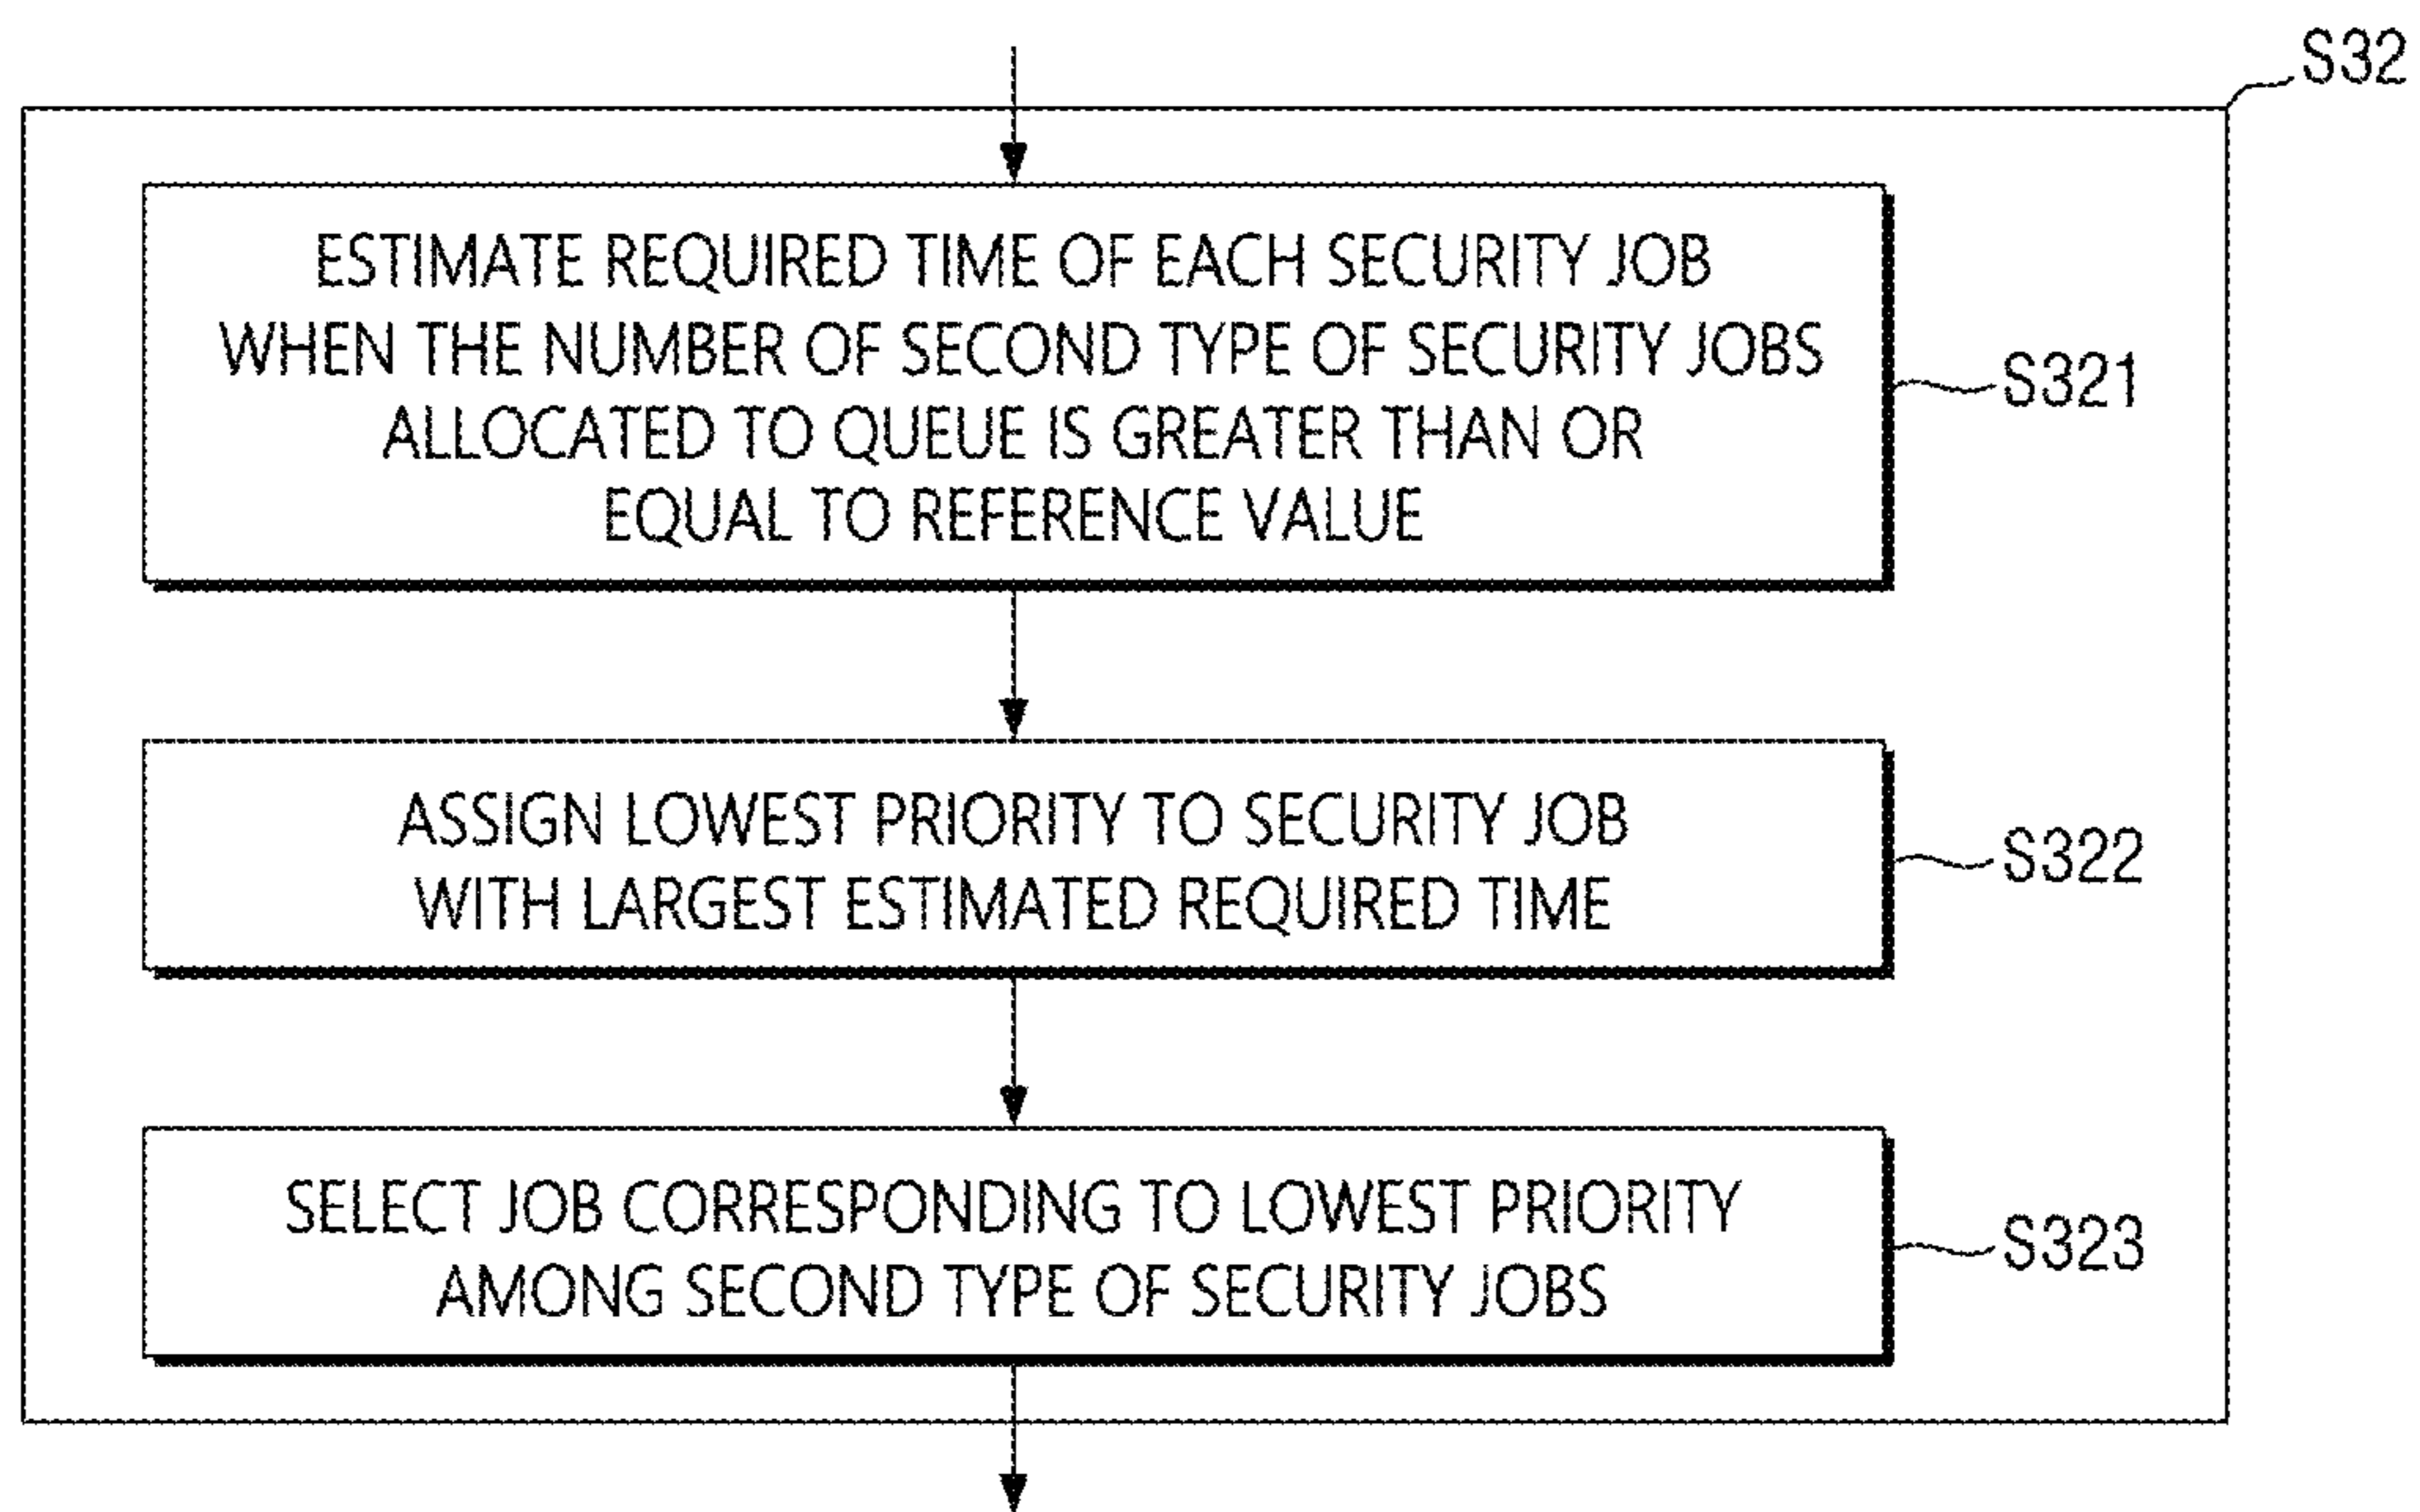 S32
ESTIMATE REQUIRED TIME OF EACH SECURITY JOB
WHEN THE NUMBER OF SECOND TYPE OF SECURITY JOBS
ALLOCATED TO QUEUE IS GREATER THAN OR
EQUAL TO REFERENCE VALUE
S321
ASSIGN LOWEST PRIORITY TO SECURITY JOB
WITH LARGEST ESTIMATED REQUIRED TIME
S322
SELECT JOB CORRESPONDING TO LOWEST PRIORITY
AMONG SECOND TYPE OF SECURITY JOBS
S323